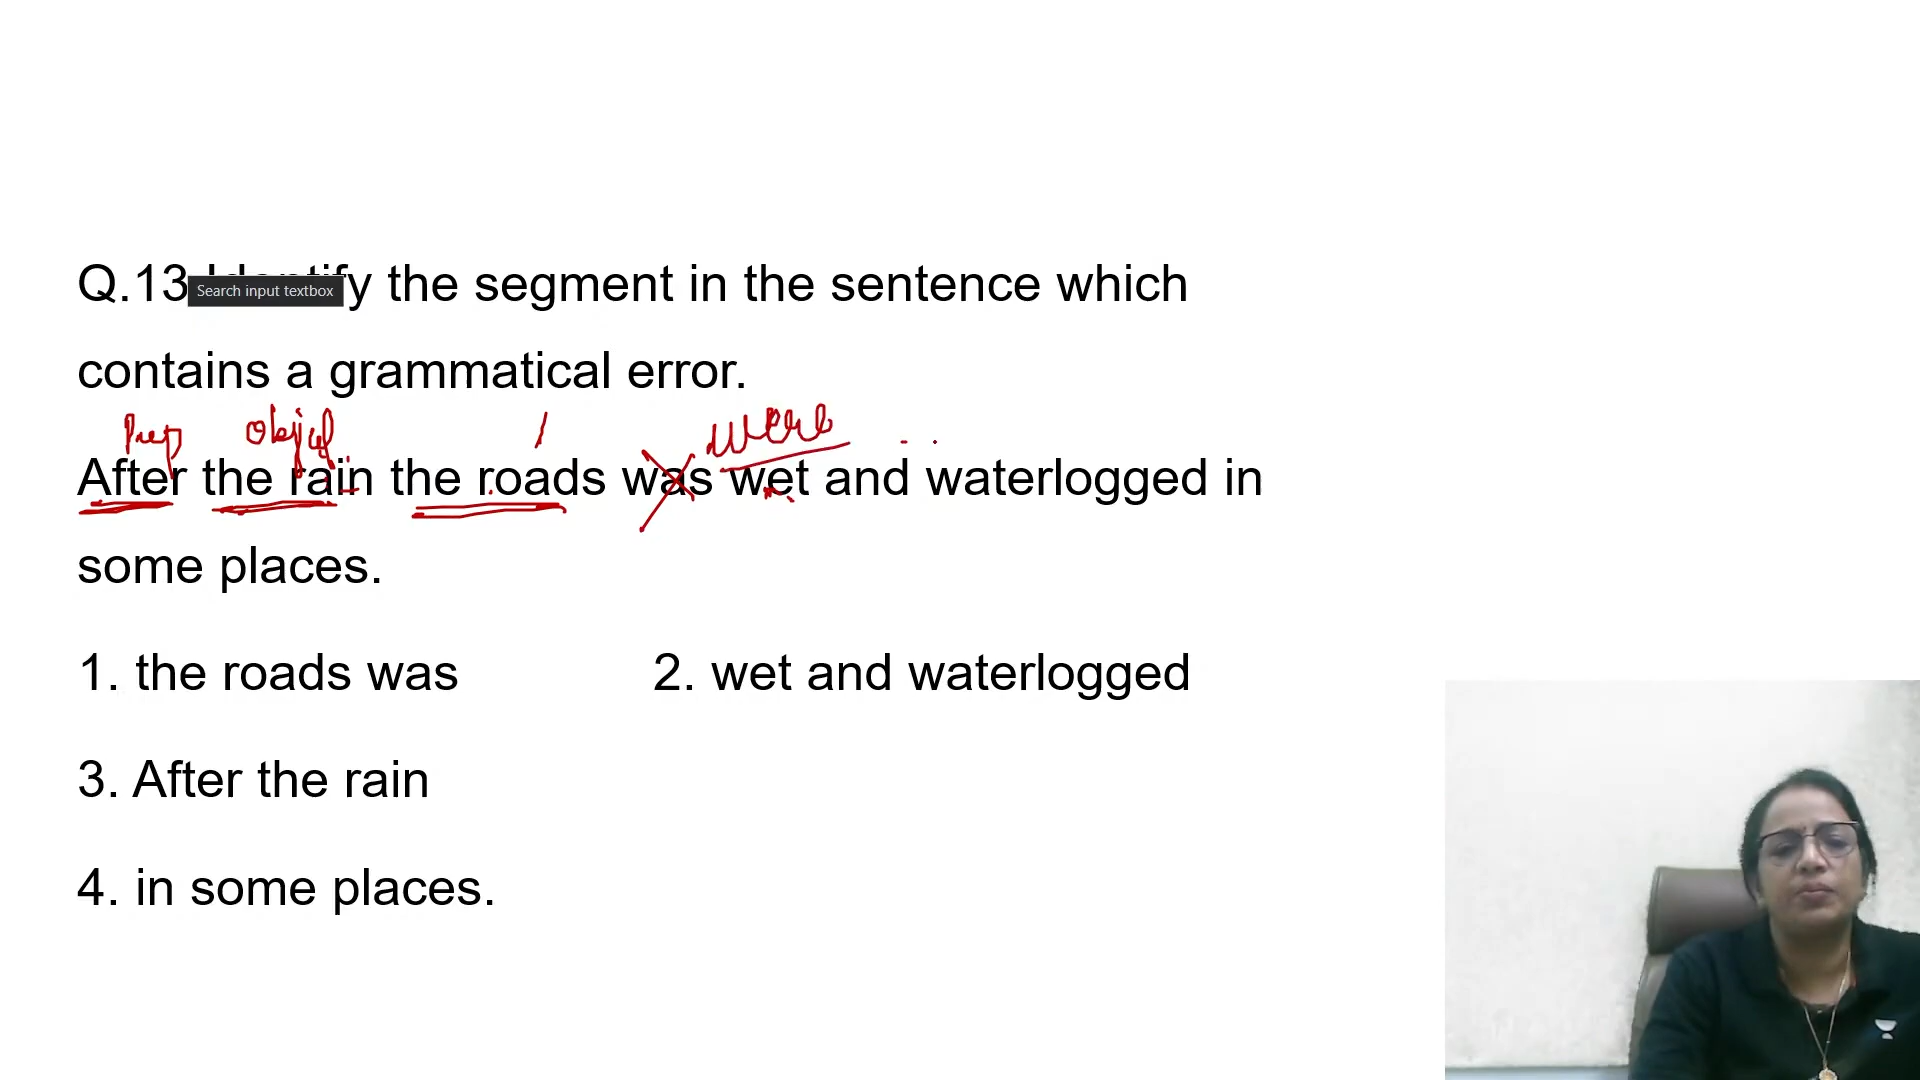 Q.13 Identify the segment in the sentence which
Search input textbox
contains a grammatical error.
Prep Object were
After the rain the roads was wet and waterlogged in
some places.
1. the roads was 2. wet and waterlogged
3. After the rain
4. in some places.